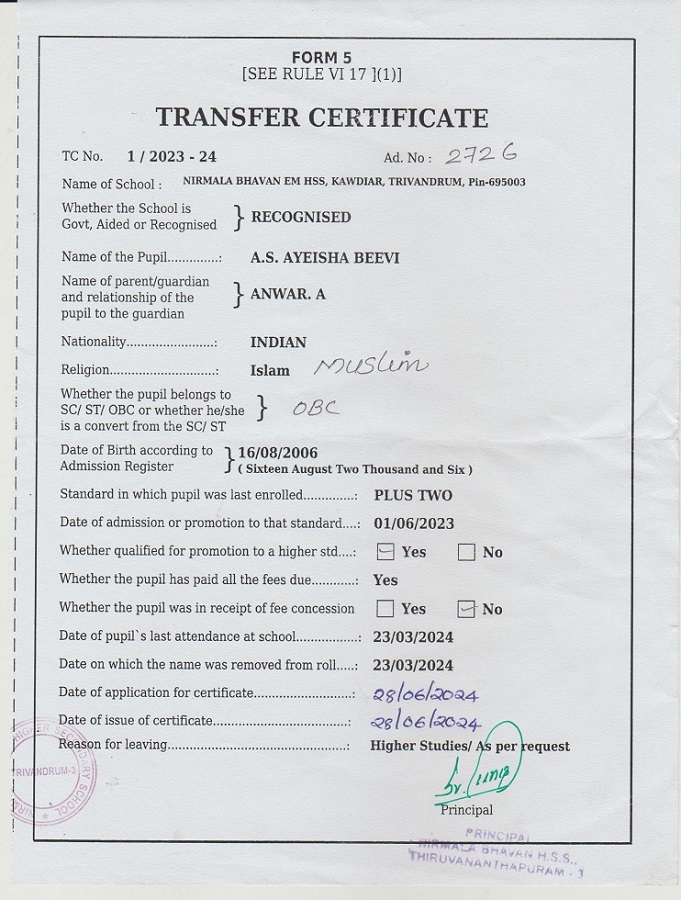 FORM 5
[SEE RULE VI 17 ](1)]
TRANSFER CERTIFICATE
TC No. 1 / 2023 - 24 Ad. No : 2726
Name of School : NIRMALA BHAVAN EM HSS, KAWDIAR, TRIVANDRUM, Pin-695003
Whether the School is
Govt, Aided or Recognised } RECOGNISED
Name of the Pupil..............: A.S. AYEISHA BEEVI
Name of parent/guardian
and relationship of the } ANWAR. A
pupil to the guardian
Nationality........................: INDIAN
Religion.............................: Islam Muslim
Whether the pupil belongs to
SC/ ST/ OBC or whether he/she } OBC
is a convert from the SC/ ST
Date of Birth according to } 16/08/2006
Admission Register ( Sixteen August Two Thousand and Six )
Standard in which pupil was last enrolled..............: PLUS TWO
Date of admission or promotion to that standard....: 01/06/2023
Whether qualified for promotion to a higher std....: Yes No
Whether the pupil has paid all the fees due............: Yes
Whether the pupil was in receipt of fee concession Yes No
Date of pupil`s last attendance at school.................: 23/03/2024
Date on which the name was removed from roll.....: 23/03/2024
Date of application for certificate...........................: 28/06/2024
Date of issue of certificate.....................................: 28/06/2024
Reason for leaving.................................................: Higher Studies/ As per request
Principal
PRINCIPAL
NIRMALA BHAVAN H.S.S.,
THIRUVANANTHAPURAM - 3
HIGHER SECONDARY SCHOOL
TRIVANDRUM-3